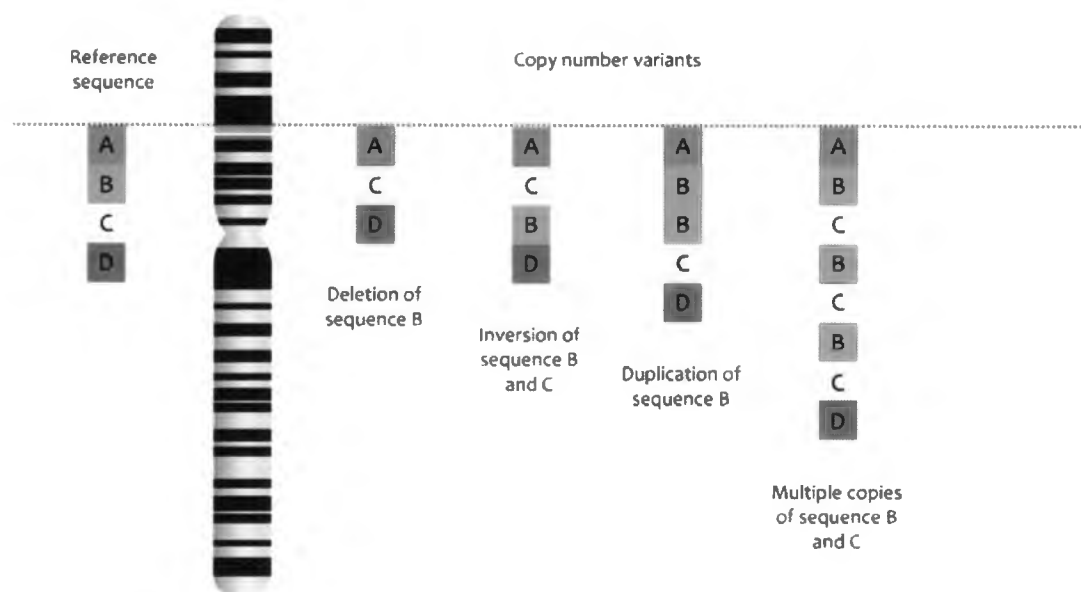 Reference
sequence
Copy number variants
A
B
C
D
A
C
D
Deletion of
sequence B
A
C
B
D
Inversion of
sequence B
and C
A
B
B
C
D
Duplication of
sequence B
A
B
C
B
C
B
C
D
Multiple copies
of sequence B
and C